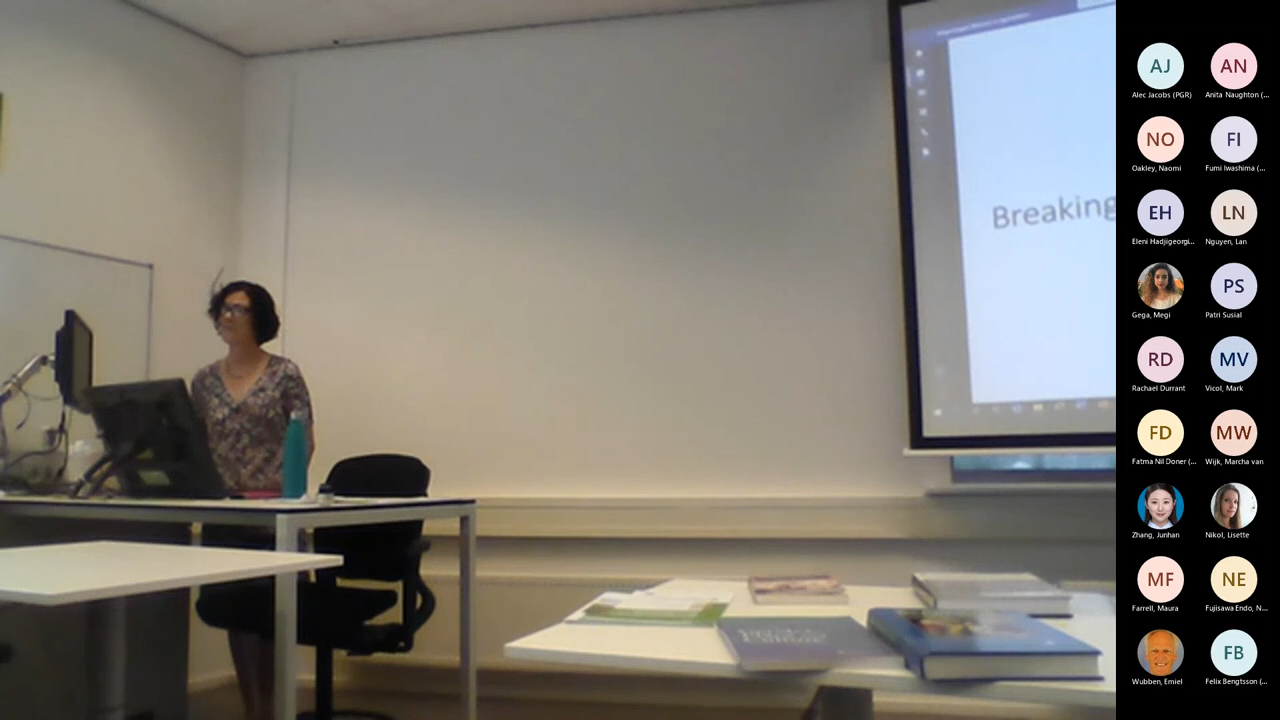 Breaking
AJ
AN
Alec Jacobs (PGR)
Anita Naughton (...
NO
FI
Oakley, Naomi
Fumi Iwashima (...
EH
LN
Eleni Hadjigeorgi...
Nguyen, Lan
PS
Gega, Megi
Patri Susial
RD
MV
Rachael Durrant
Vicol, Mark
FD
MW
Fatma Nil Doner (...
Wijk, Marcha van
Zhang, Junhan
Nikol, Lisette
MF
NE
Farrell, Maura
Fujisawa Endo, N...
FB
Wubben, Emiel
Felix Bengtsson (...